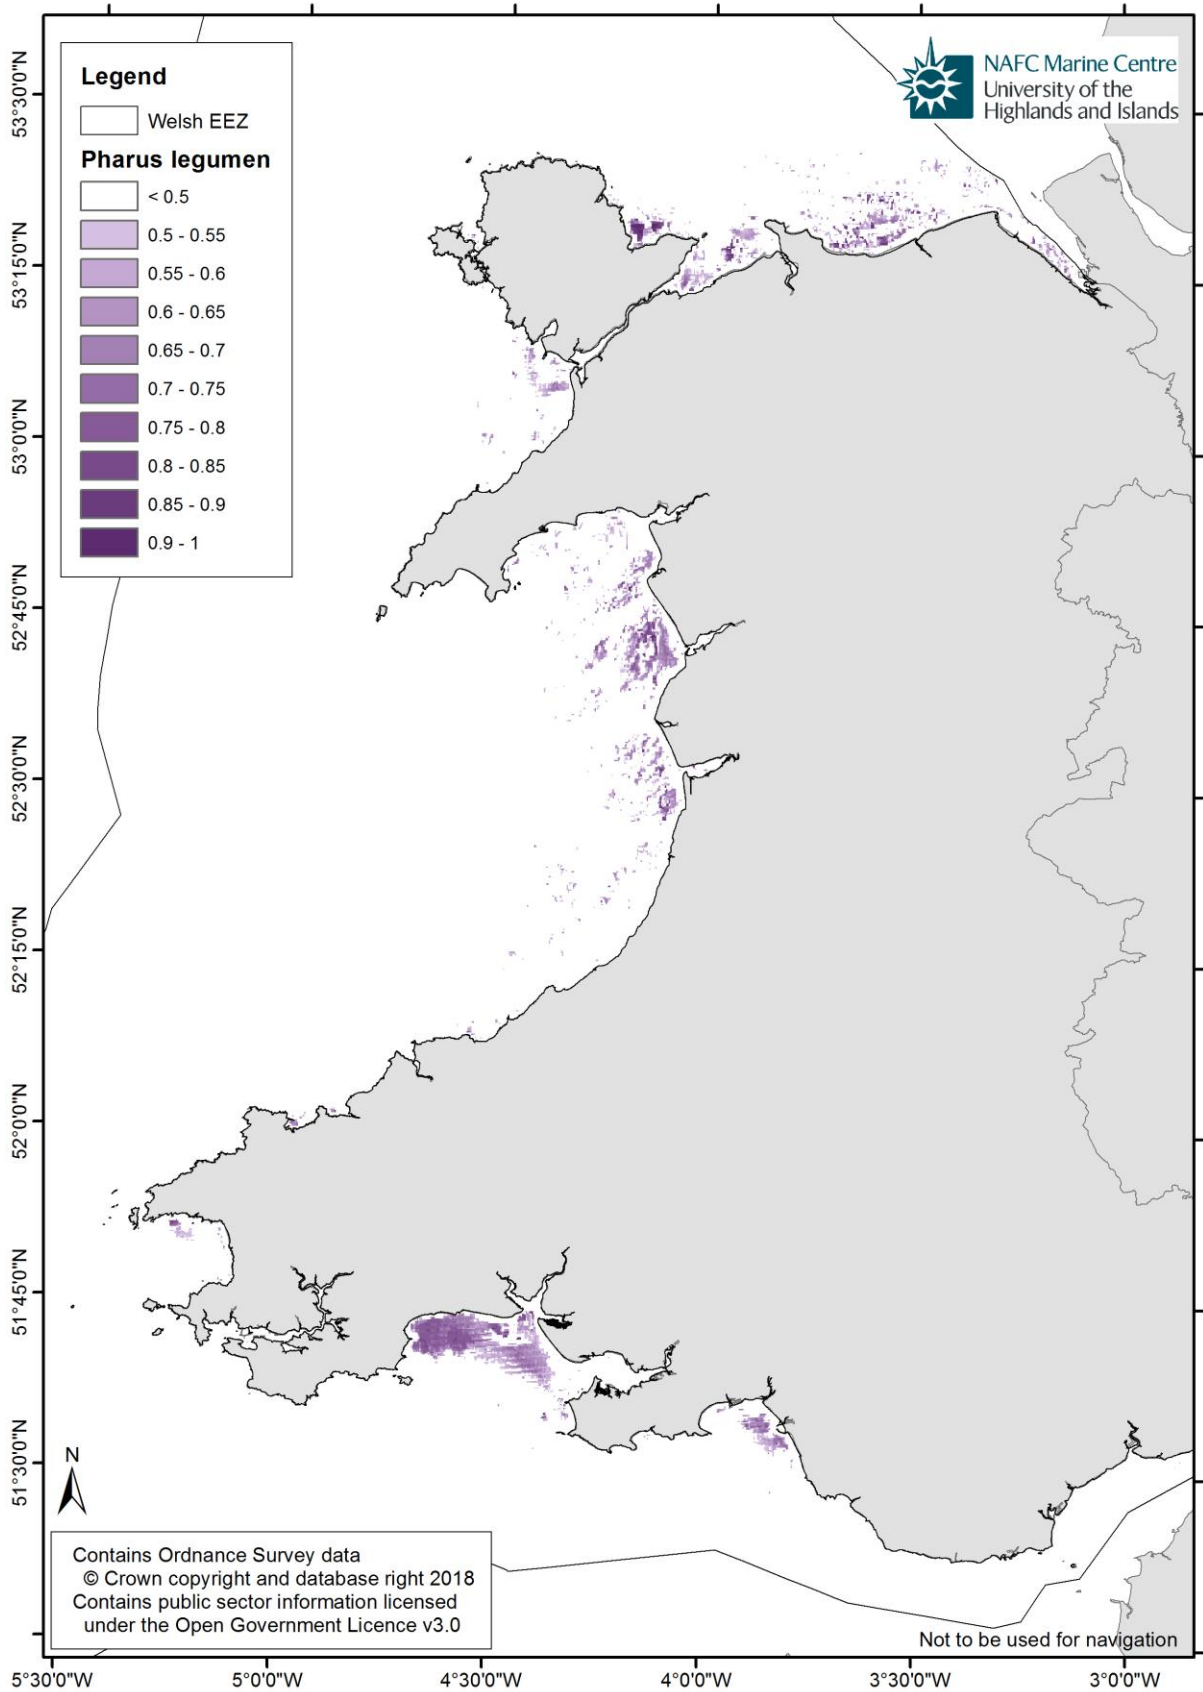 Legend
Welsh EEZ
Pharus legumen
< 0.5
0.5 - 0.55
0.55 - 0.6
0.6 - 0.65
0.65 - 0.7
0.7 - 0.75
0.75 - 0.8
0.8 - 0.85
0.85 - 0.9
0.9 - 1
NAFC Marine Centre
University of the
Highlands and Islands
53°30'0"N
53°15'0"N
53°0'0"N
52°45'0"N
52°30'0"N
52°15'0"N
52°0'0"N
51°45'0"N
51°30'0"N
N
Contains Ordnance Survey data
© Crown copyright and database right 2018
Contains public sector information licensed
under the Open Government Licence v3.0
Not to be used for navigation
5°30'0"W
5°0'0"W
4°30'0"W
4°0'0"W
3°30'0"W
3°0'0"W